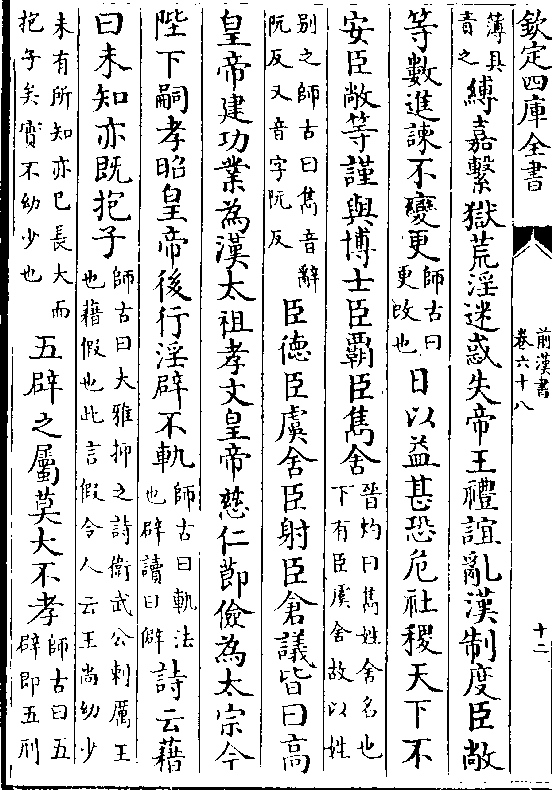 欽定四庫全書
前漢書
卷六十八
十二
薄具
責之
縛嘉繫獄荒淫迷惑失帝王禮誼亂漢制度臣敞
等數進諫不變更
師古曰
更改也
日以益甚恐危社稷天下不
安臣敞等謹與博士臣霸臣雋舍
晉灼曰雋姓舍名也
下有臣虞舍故以姓
别之師古曰雋音辭
阮反又音字阮反
臣德臣虞舍臣射臣倉議皆曰高
皇帝建功業為漢太祖孝文皇帝慈仁節儉為太宗今
陛下嗣孝昭皇帝後行淫辟不軌
師古曰軌法
也辟讀曰僻
詩云藉
曰未知亦既抱子
師古曰大雅抑之詩衛武公刺厲王
也藉假也此言假令人云王尚幼少
未有所知亦已長大而
抱子矣實不幼少也
五辟之屬莫大不孝
師古曰五
辟即五刑